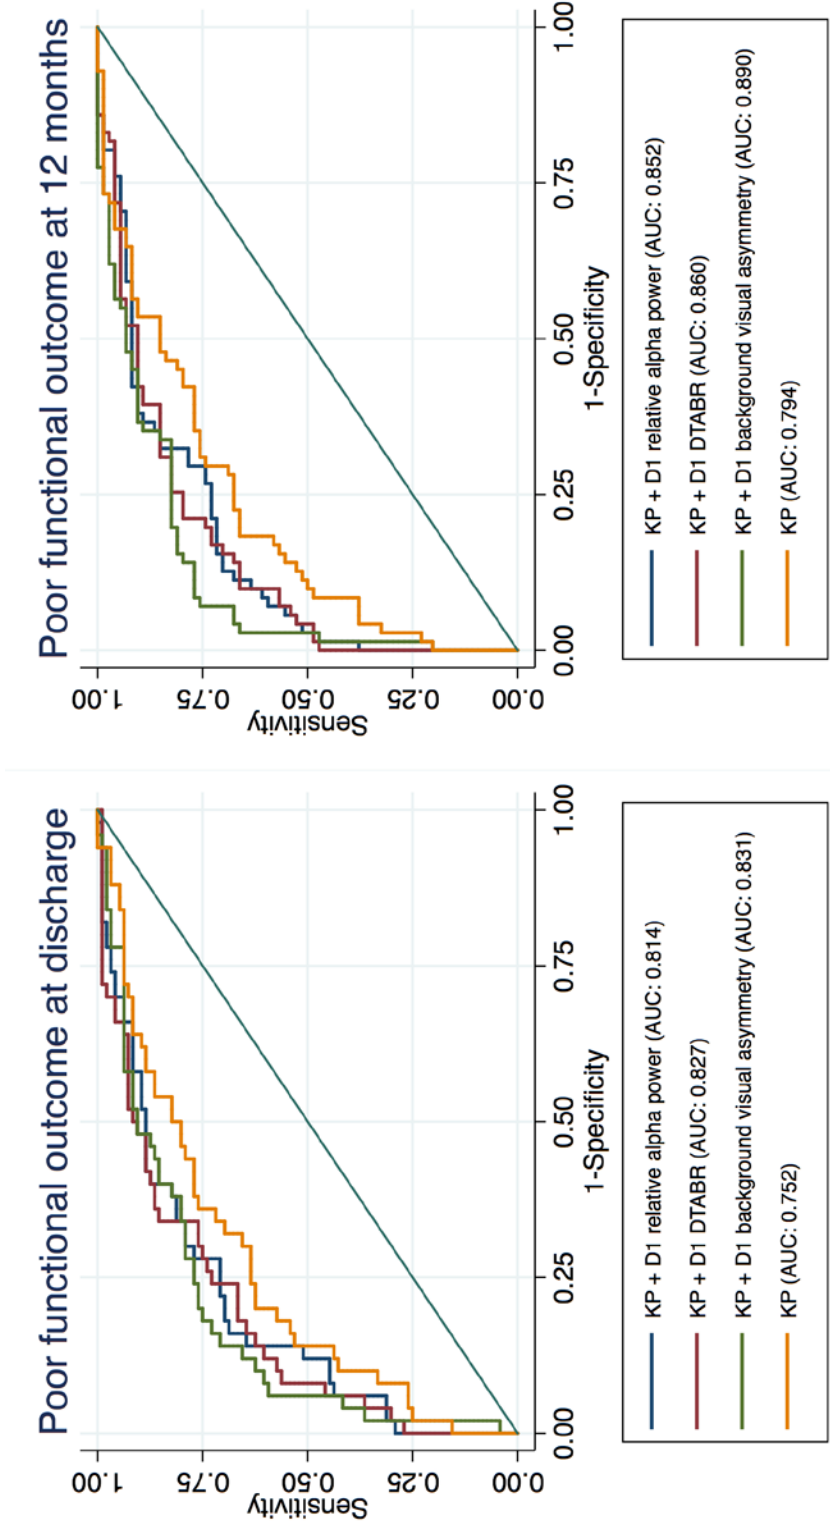 Poor functional outcome at discharge
Sensitivity
1.00
0.75
0.50
0.25
0.00
0.00 0.25 0.50 0.75 1.00
1-Specificity
KP + D1 relative alpha power (AUC: 0.814)
KP + D1 DTABR (AUC: 0.827)
KP + D1 background visual asymmetry (AUC: 0.831)
KP (AUC: 0.752)
Poor functional outcome at 12 months
Sensitivity
1.00
0.75
0.50
0.25
0.00
0.00 0.25 0.50 0.75 1.00
1-Specificity
KP + D1 relative alpha power (AUC: 0.852)
KP + D1 DTABR (AUC: 0.860)
KP + D1 background visual asymmetry (AUC: 0.890)
KP (AUC: 0.794)